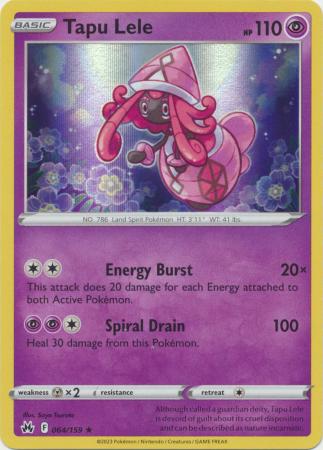 BASIC Tapu Lele HP 110
NO. 786 Land Spirit Pokémon HT: 3'11" WT: 41 lbs.
Energy Burst 20×
This attack does 20 damage for each Energy attached
to both Active Pokémon.
Spiral Drain 100
Heal 30 damage from this Pokémon.
weakness ×2 resistance retreat
Illus. Saya Tsuruta
Although called a guardian deity, this Pokémon
is devoid of guilt about its cruel disposition
and can be described as nature incarnate.
F 064/159 ★
©2023 Pokémon / Nintendo / Creatures / GAME FREAK